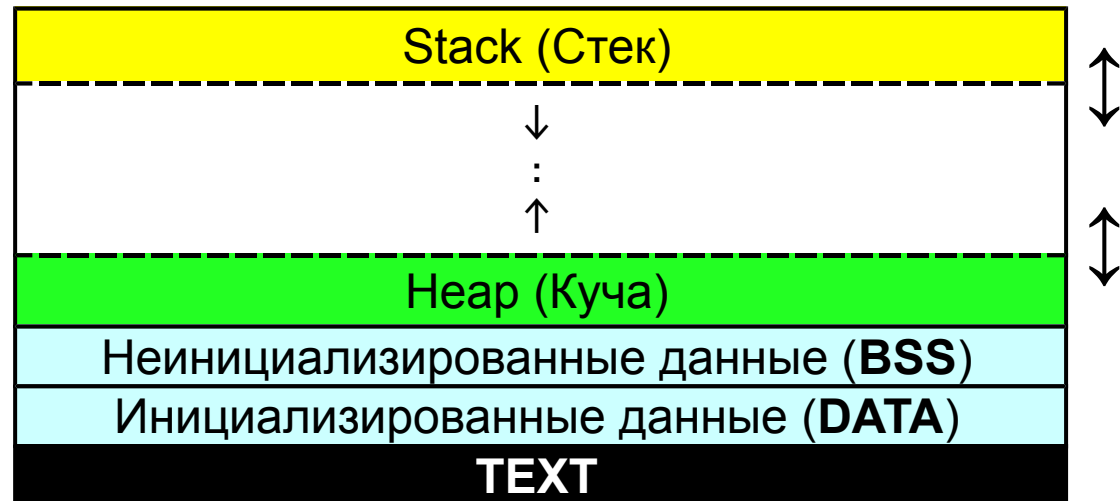 Stack (Стек)
↓
:
↑
Heap (Куча)
Неинициализированные данные (BSS)
Инициализированные данные (DATA)
TEXT